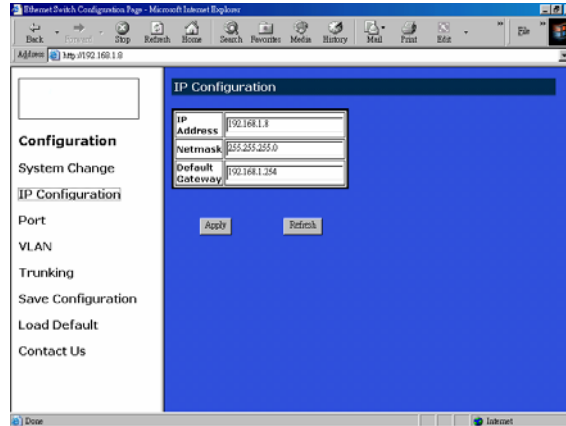 Ethernet Switch Configuration Page - Microsoft Internet Explorer
Back Forward Stop Refresh Home Search Favorites Media History Mail Print Edit » File »
Address http://192.168.1.8
Configuration
System Change
IP Configuration
Port
VLAN
Trunking
Save Configuration
Load Default
Contact Us
IP Configuration
IP Address 192.168.1.8
Netmask 255.255.255.0
Default Gateway 192.168.1.254
Apply Refresh
Done Internet